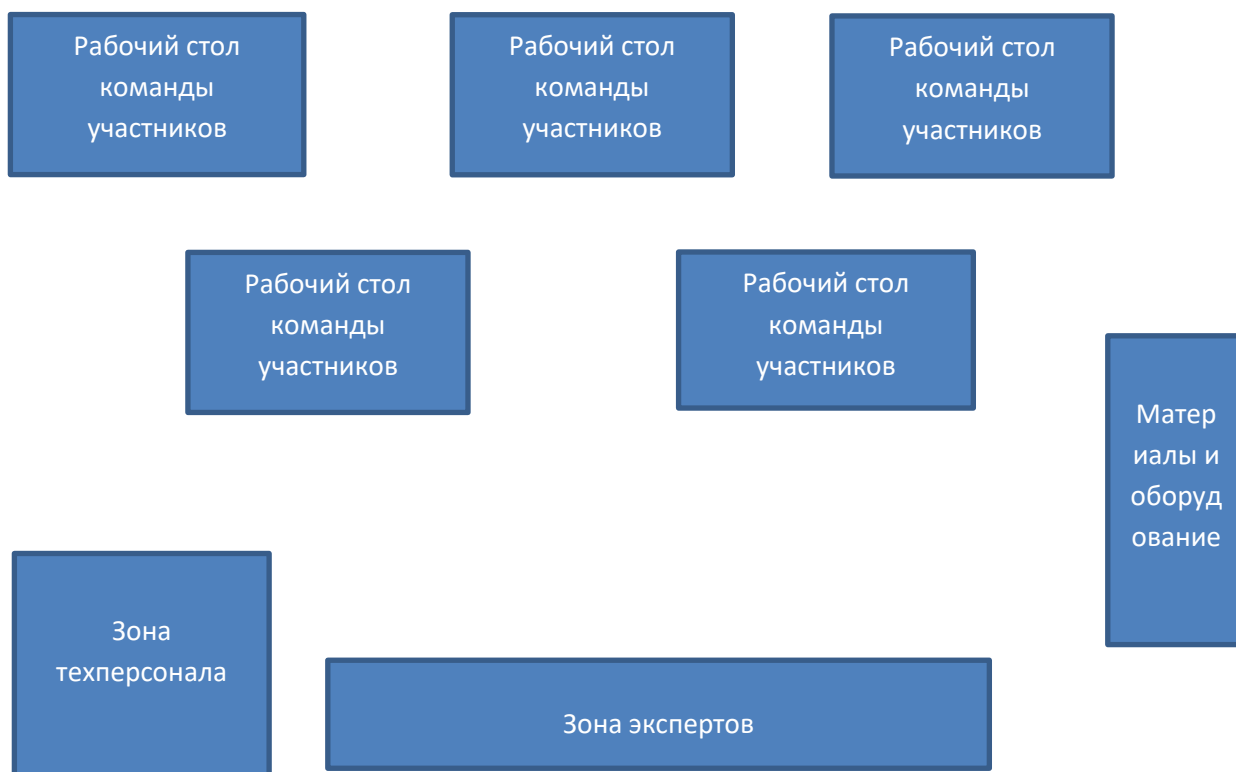 Рабочий стол
команды
участников
Рабочий стол
команды
участников
Рабочий стол
команды
участников
Рабочий стол
команды
участников
Рабочий стол
команды
участников
Матер
иалы и
оборуд
ование
Зона
техперсонала
Зона экспертов